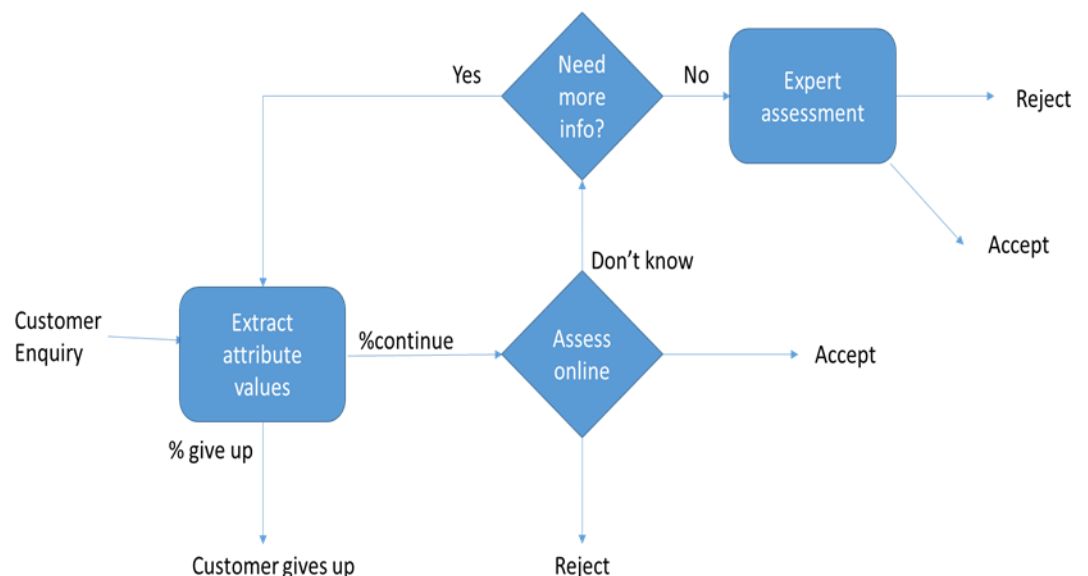 Need
more
info?
Yes
No
Expert
assessment
Reject
Accept
Don't know
Customer
Enquiry
Extract
attribute
values
%continue
Assess
online
Accept
% give up
Customer gives up
Reject